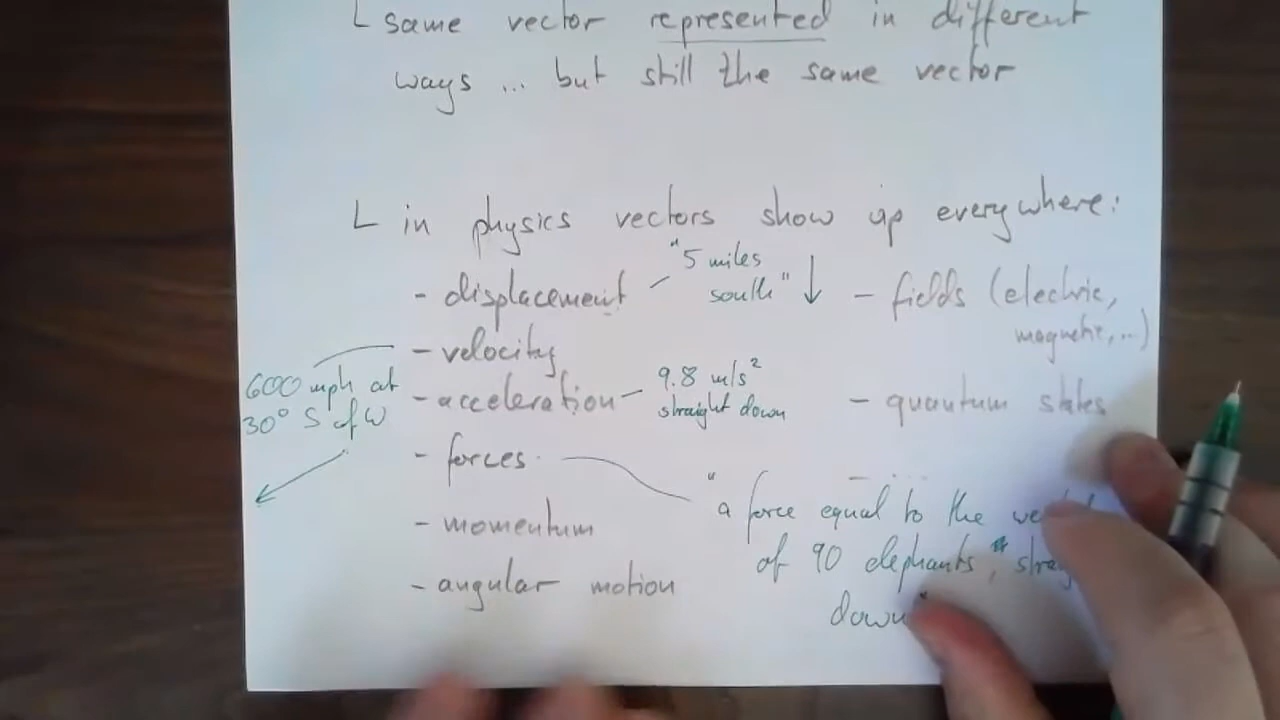 same vector represented in different
ways ... but still the same vector
in physics vectors show up everywhere:
- displacement
"5 miles
south"
- velocity
600 mph at
30° S of W
- acceleration
9.8 m/s²
straight down
- forces
"a force equal to the
of 90 elephants,
down"
- momentum
- angular motion
- fields (electric,
magnetic, ...)
- quantum states
- ...